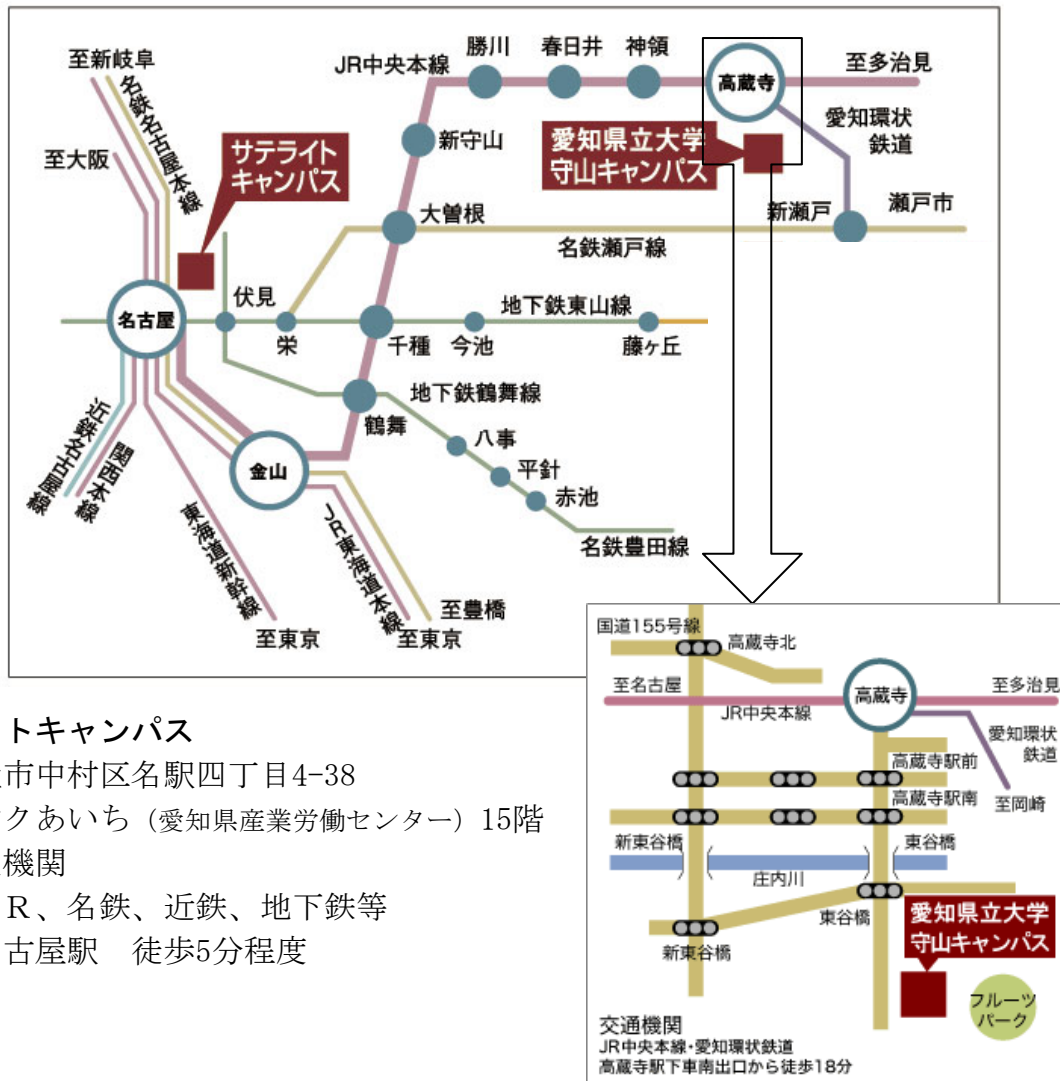 至新岐阜
名鉄名古屋本線
至大阪
サテライト
キャンパス
JR中央本線
勝川
春日井
神領
高蔵寺
至多治見
新守山
愛知県立大学
守山キャンパス
愛知環状
鉄道
大曽根
新瀬戸
瀬戸市
名鉄瀬戸線
名古屋
伏見
栄
千種
今池
地下鉄東山線
藤ヶ丘
鶴舞
地下鉄鶴舞線
八事
平針
赤池
名鉄豊田線
金山
近鉄名古屋線
関西本線
東海道新幹線
JR東海道本線
至東京
至豊橋
至東京
トキャンパス
市中村区名駅四丁目4-38
クあいち（愛知県産業労働センター）15階
機関
Ｒ、名鉄、近鉄、地下鉄等
古屋駅　徒歩5分程度
国道155号線
高蔵寺北
至名古屋
高蔵寺
至多治見
JR中央本線
愛知環状
鉄道
高蔵寺駅前
至岡崎
高蔵寺駅南
新東谷橋
東谷橋
庄内川
東谷橋
新東谷橋
愛知県立大学
守山キャンパス
フルーツ
パーク
交通機関
JR中央本線・愛知環状鉄道
高蔵寺駅下車南出口から徒歩18分